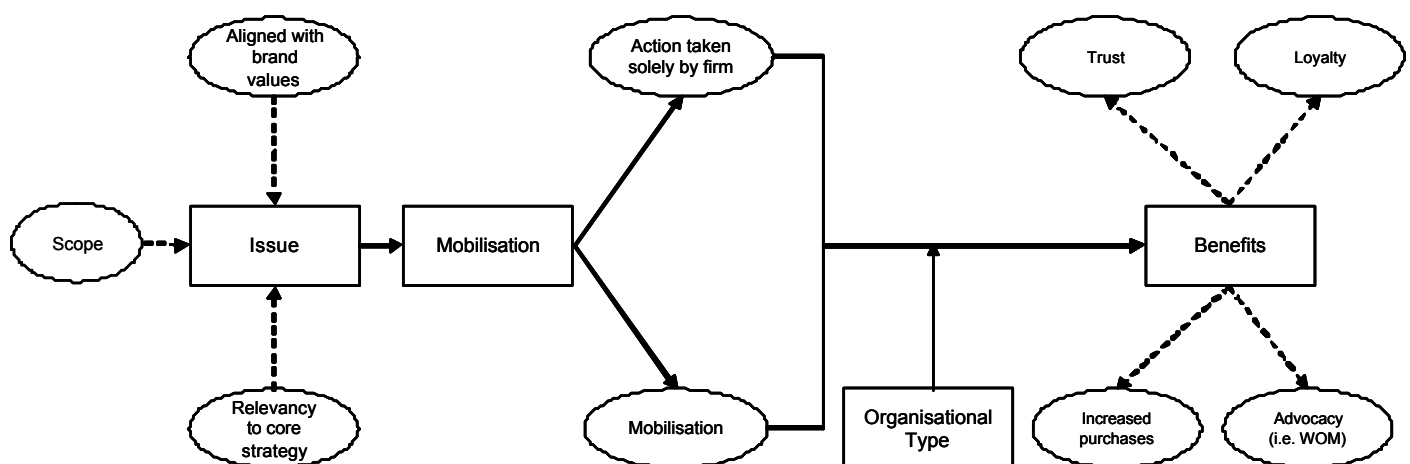 Aligned with
brand
values
Action taken
solely by firm
Trust
Loyalty
Scope
Issue
Mobilisation
Benefits
Relevancy
to core
strategy
Mobilisation
Organisational
Type
Increased
purchases
Advocacy
(i.e. WOM)